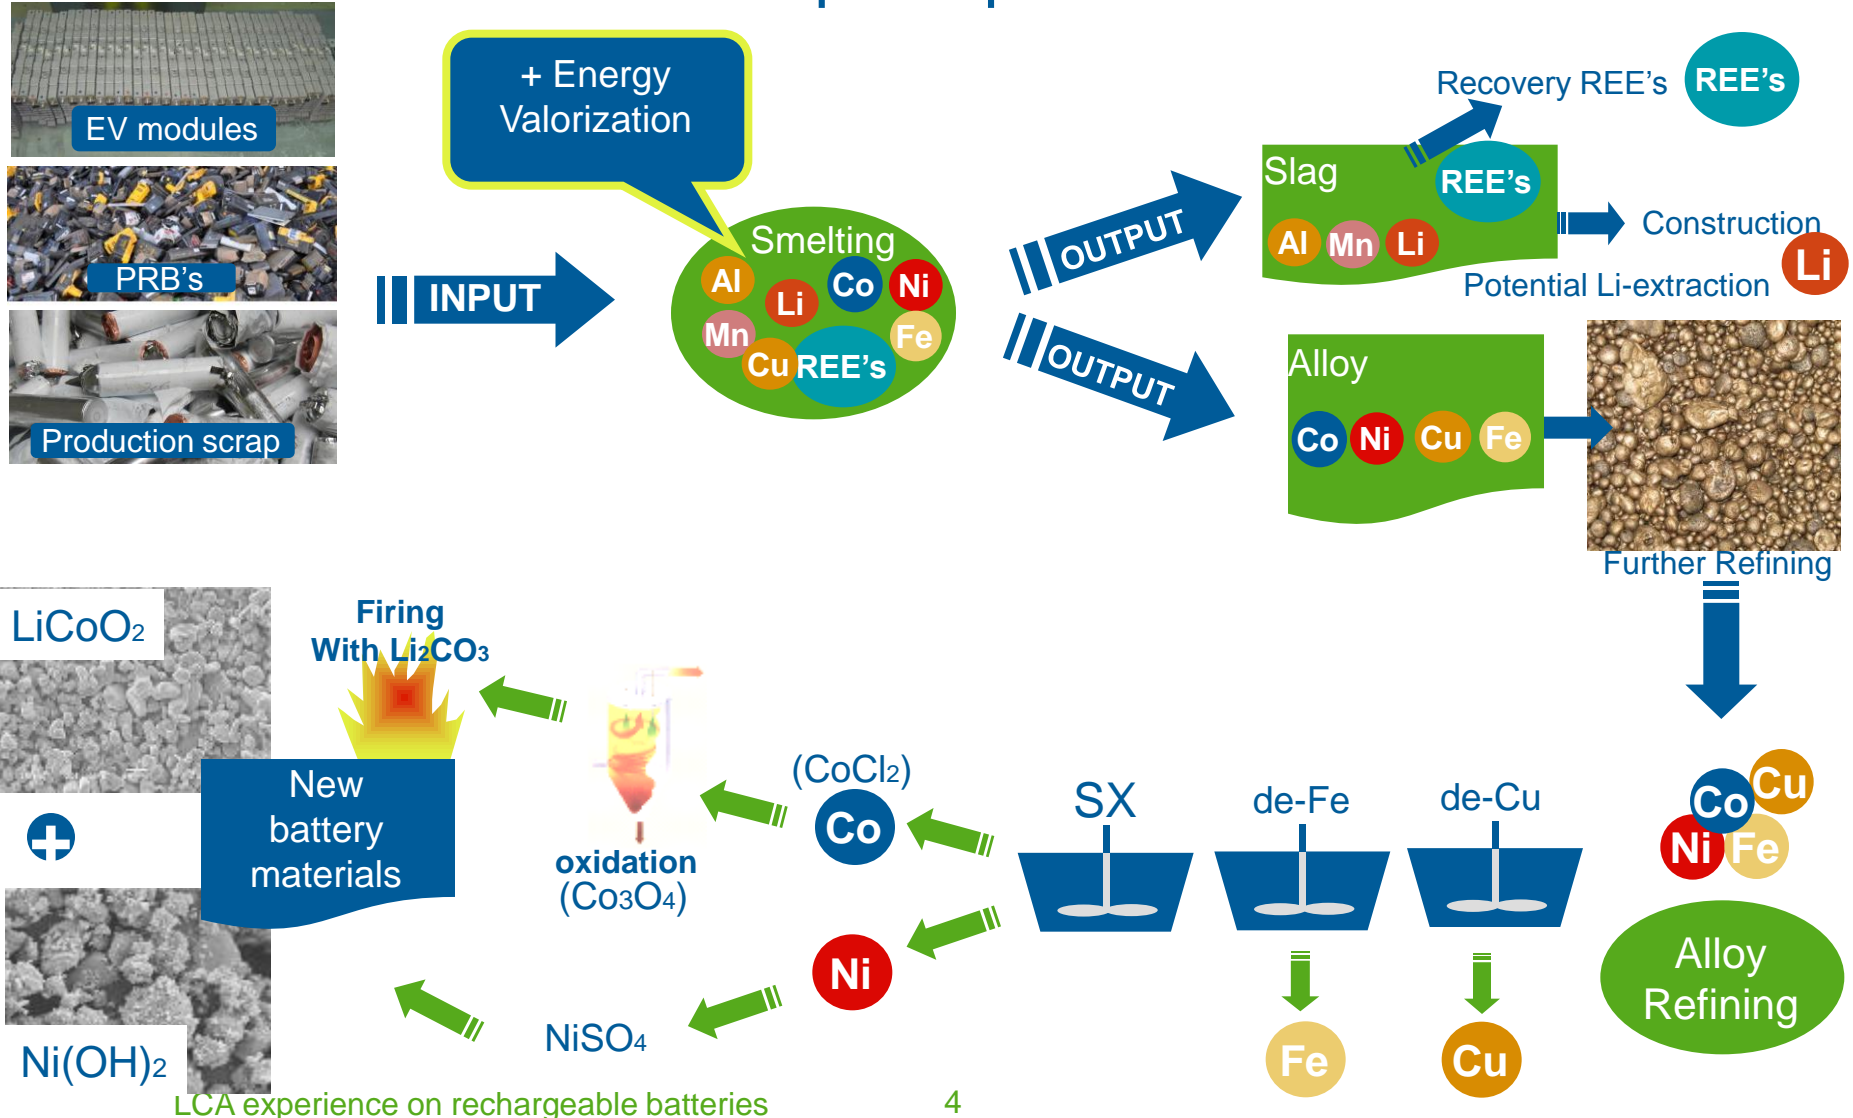 EV modules
PRB's
Production scrap
+ Energy
Valorization
INPUT
Smelting
Al
Li
Co
Ni
Mn
Fe
Cu
REE's
OUTPUT
OUTPUT
Recovery REE's
REE's
Slag
REE's
Al
Mn
Li
Construction
Potential Li-extraction
Li
Alloy
Co
Ni
Cu
Fe
Further Refining
Cu
Co
Ni
Fe
Alloy
Refining
de-Cu
Cu
de-Fe
Fe
SX
(CoCl2)
Co
Ni
NiSO4
oxidation
(Co3O4)
Firing
With Li2CO3
New
battery
materials
LiCoO2
Ni(OH)2
LCA experience on rechargeable batteries
4